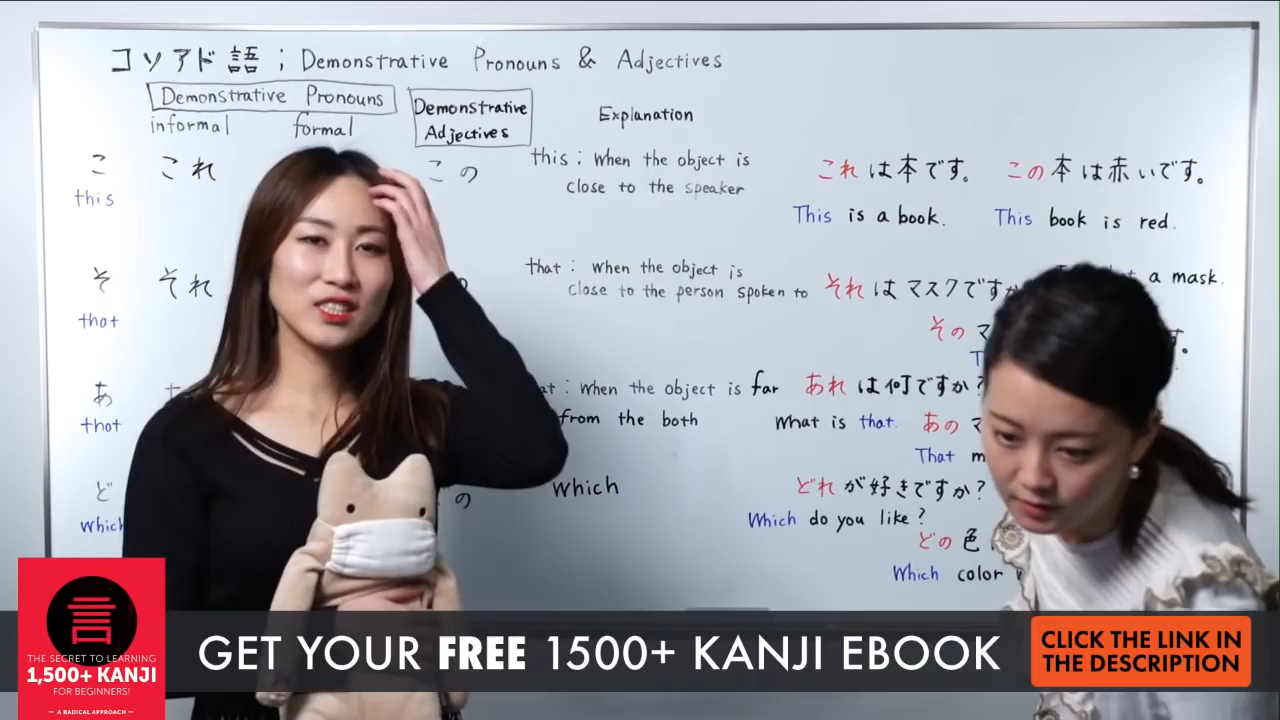 コソアド語 ; Demonstrative Pronouns & Adjectives
Demonstrative Pronouns
informal formal
Demonstrative
Adjectives
Explanation
こ これ この
this
this : When the object is
close to the speaker
これは本です。 この本は赤いです。
This is a book. This book is red.
そ それ
that
that : When the object is
close to the person spoken to
それはマスクですか
a mask.
その
あ
thot
: When the object is far
from the both
あれは何ですか?
What is that.
あの
That
ど の
which
which
どれが好きですか?
Which do you like ?
どの色
Which color
言
THE SECRET TO LEARNING
1,500+ KANJI
FOR BEGINNERS!
— A RADICAL APPROACH —
GET YOUR FREE 1500+ KANJI EBOOK
CLICK THE LINK IN
THE DESCRIPTION